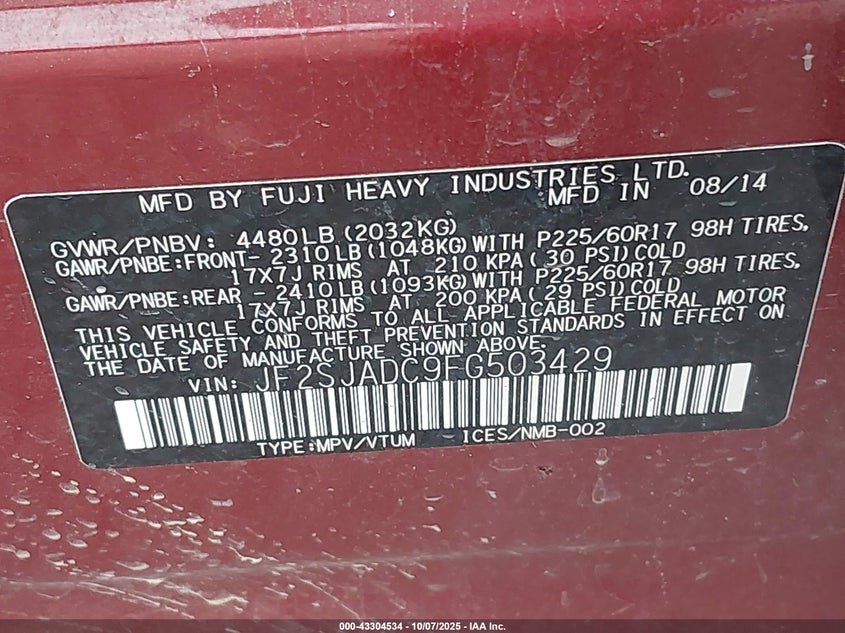 MFD BY FUJI HEAVY INDUSTRIES LTD.
MFD IN 08/14
GVWR/PNBV: 4480LB(2032KG)
GAWR/PNBE:FRONT- 2310LB(1048KG)WITH P225/60R17 98H TIRES,
17X7J RIMS AT 210 KPA( 30 PSI)COLD
GAWR/PNBE:REAR - 2410LB(1093KG)WITH P225/60R17 98H TIRES,
17X7J RIMS AT 200 KPA( 29 PSI)COLD
THIS VEHICLE CONFORMS TO ALL APPLICABLE FEDERAL MOTOR
VEHICLE SAFETY AND THEFT PREVENTION STANDARDS IN EFFECT ON
THE DATE OF MANUFACTURE SHOWN ABOVE.
VIN: JF2SJADC9FG503429
TYPE:MPV/VTUM ICES/NMB-002
000-43304534 - 10/07/2025 - IAA Inc.